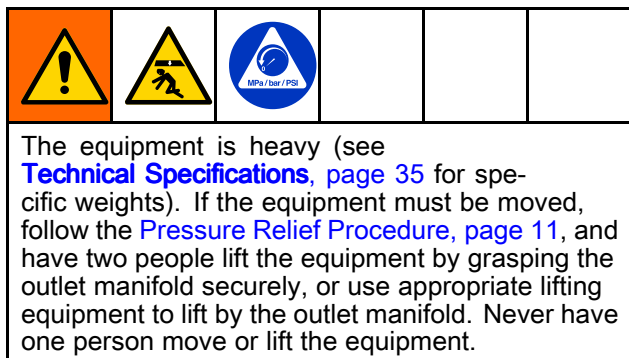 MPa/bar/PSI
The equipment is heavy (see
Technical Specifications, page 35 for spe-
cific weights). If the equipment must be moved,
follow the Pressure Relief Procedure, page 11, and
have two people lift the equipment by grasping the
outlet manifold securely, or use appropriate lifting
equipment to lift by the outlet manifold. Never have
one person move or lift the equipment.